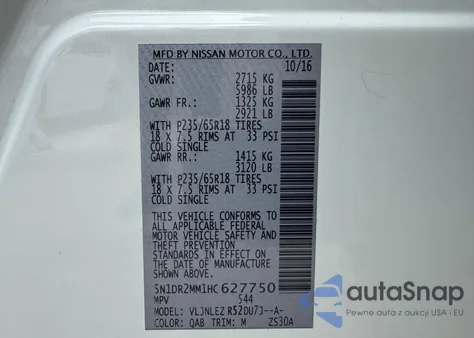 MFD BY NISSAN MOTOR CO., LTD.
DATE: 10/16
GVWR: 2715 KG
5986 LB
GAWR FR.: 1325 KG
2921 LB
WITH P235/65R18 TIRES
18 X 7.5 RIMS AT 33 PSI
COLD SINGLE
GAWR RR.: 1415 KG
3120 LB
WITH P235/65R18 TIRES
18 X 7.5 RIMS AT 33 PSI
COLD SINGLE
THIS VEHICLE CONFORMS TO
ALL APPLICABLE FEDERAL
MOTOR VEHICLE SAFETY AND
THEFT PREVENTION
STANDARDS IN EFFECT ON THE
DATE OF MANUFACTURE
SHOWN ABOVE.
5N1DR2MM1HC627750
MPV 544
MODEL: VLJNLEZ R52DU7J--A-
COLOR: QAB TRIM: M ZS30A
autoSnap
AUCTIONS USA/EU